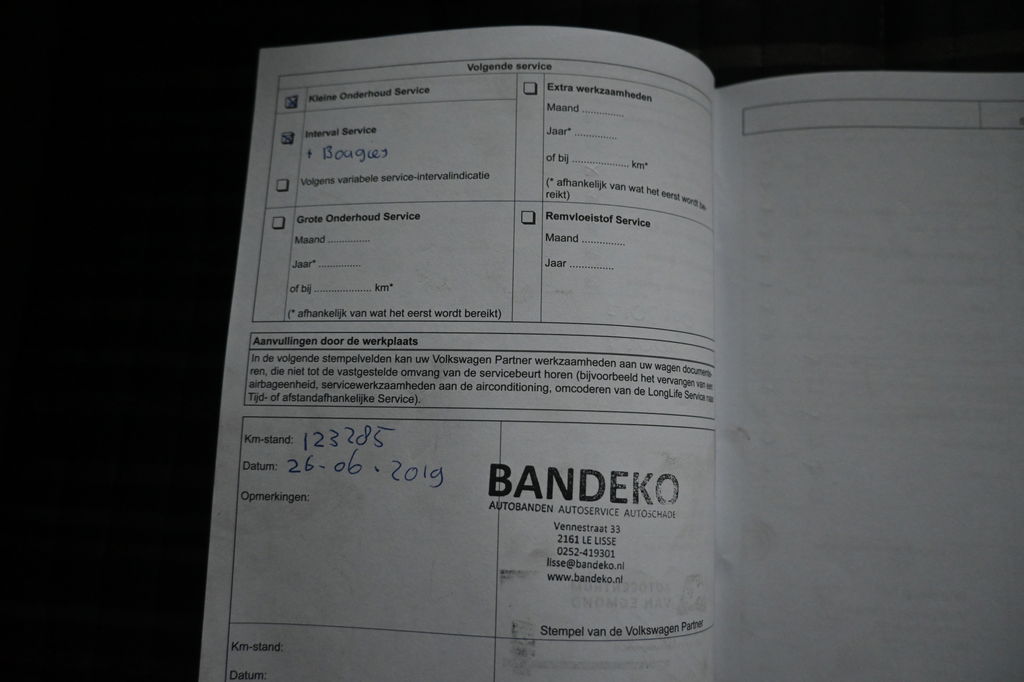 Volgende service
Kleine Onderhoud Service
Interval Service
+ Bougies
Volgens variabele service-intervalindicatie
Extra werkzaamheden
Maand ..............
Jaar* ..............
of bij ................... km*
(* afhankelijk van wat het eerst wordt be-
reikt)
Grote Onderhoud Service
Maand ..............
Jaar* ..............
of bij ................... km*
(* afhankelijk van wat het eerst wordt bereikt)
Remvloeistof Service
Maand ..............
Jaar ..............
Aanvullingen door de werkplaats
In de volgende stempelvelden kan uw Volkswagen Partner werkzaamheden aan uw wagen documente-
ren, die niet tot de vastgestelde omvang van de servicebeurt horen (bijvoorbeeld het vervangen van een
airbageenheid, servicewerkzaamheden aan de airconditioning, omcoderen van de LongLife Service naar
Tijd- of afstandafhankelijke Service).
Km-stand: 123285
Datum: 26-06.2019
Opmerkingen:
BANDEKO
AUTOBANDEN AUTOSERVICE AUTOSCHADE
Vennestraat 33
2161 LE LISSE
0252-419301
lisse@bandeko.nl
www.bandeko.nl
Stempel van de Volkswagen Partner
Km-stand:
Datum: